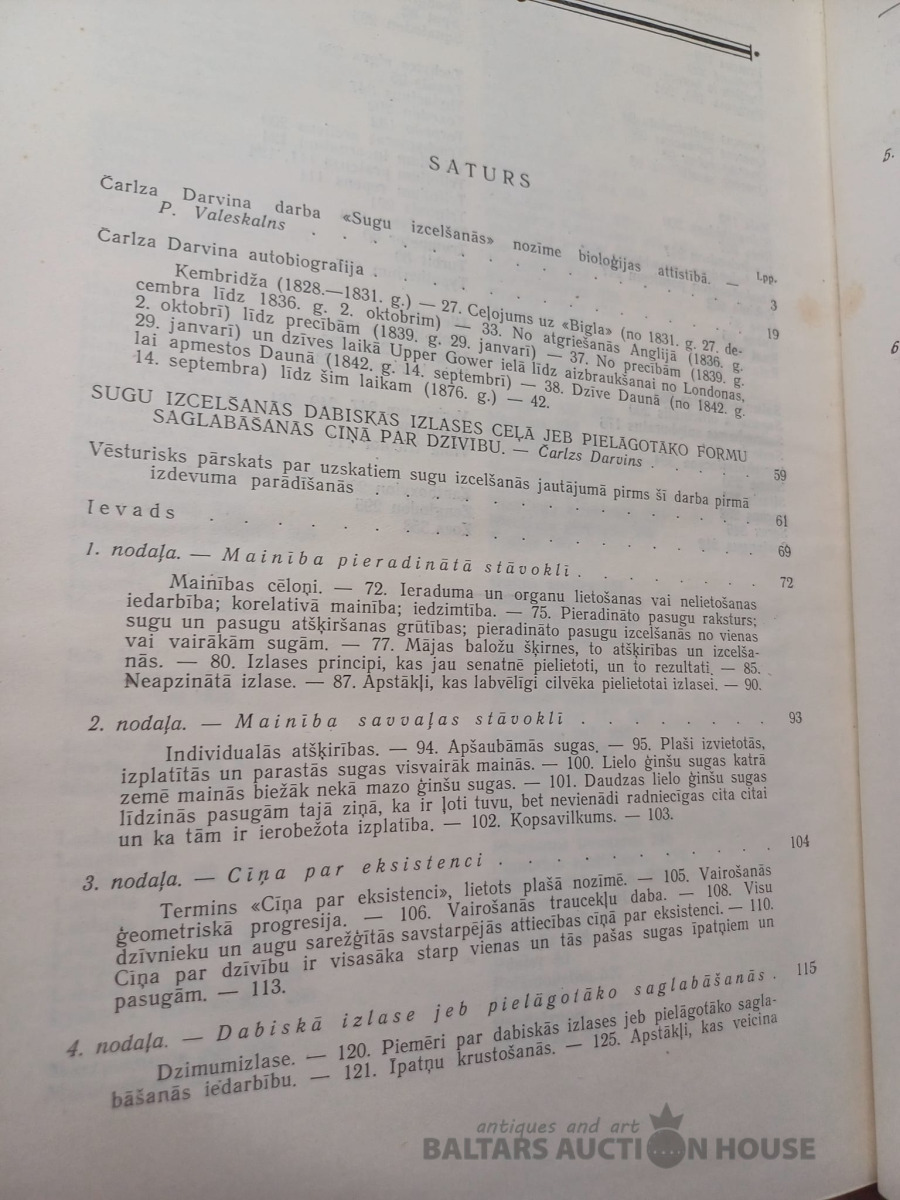 SATURS
Lpp.
Čarlza Darvina darba «Sugu izcelšanās» nozīme bioloģijas attīstībā. —
P. Valeskalns . . . . . . . . . . . . 3
Čarlza Darvina autobiografija . . . . . . . . . . . . 19
Kembridža (1828.—1831. g.) — 27. Ceļojums uz «Bigla» (no 1831. g. 27. de-
cembra līdz 1836. g. 2. oktobrim) — 33. No atgriešanās Anglijā (1836. g.
2. oktobrī) līdz precībām (1839. g. 29. janvarī) — 37. No precībām (1839. g.
29. janvarī) un dzīves laikā Upper Gower ielā līdz aizbraukšanai no Londonas,
lai apmestos Daunā (1842. g. 14. septembrī) — 38. Dzīve Daunā (no 1842. g.
14. septembra) līdz šim laikam (1876. g.) — 42.
SUGU IZCELŠANĀS DABISKĀS IZLASES CEĻĀ JEB PIELĀGOTĀKO FORMU
SAGLABĀŠANĀS CIŅĀ PAR DZĪVĪBU. — Čarlzs Darvins . . . . . 59
Vēsturisks pārskats par uzskatiem sugu izcelšanās jautājumā pirms šī darba pirmā
izdevuma parādīšanās . . . . . . . . . . . . 61
Ievads . . . . . . . . . . . . . . 69
1. nodaļa. — Mainība pieradinātā stāvoklī . . . . . . . . 72
Mainības cēloņi. — 72. Ieraduma un organu lietošanas vai nelietošanas
iedarbība; korelatīvā mainība; iedzimtība. — 75. Pieradināto pasugu raksturs;
sugu un pasugu atšķiršanas grūtības; pieradināto pasugu izcelšanās no vienas
vai vairākām sugām. — 77. Mājas baložu šķirnes, to atšķirības un izcelša-
nās. — 80. Izlases principi, kas jau senatnē pielietoti, un to rezultati. — 85.
Neapzinātā izlase. — 87. Apstākļi, kas labvēlīgi cilvēka pielietotai izlasei. — 90.
2. nodaļa. — Mainība savvaļas stāvoklī . . . . . . . . 93
Individualās atšķirības. — 94. Apšaubāmās sugas. — 95. Plaši izvietotās,
izplatītās un parastās sugas visvairāk mainās. — 100. Lielo ģinšu sugas katrā
zemē mainās biežāk nekā mazo ģinšu sugas. — 101. Daudzas lielo ģinšu sugas
līdzinās pasugām tajā ziņā, ka ir ļoti tuvu, bet nevienādi radniecīgas cita citai
un ka tām ir ierobežota izplatība. — 102. Kopsavilkums. — 103.
3. nodaļa. — Cīņa par eksistenci . . . . . . . . . . 104
Termins «Cīņa par eksistenci», lietots plašā nozīmē. — 105. Vairošanās
ģeometriskā progresija. — 106. Vairošanās traucekļu daba. — 108. Visu
dzīvnieku un augu sarežģītās savstarpējās attiecības cīņā par eksistenci. — 110.
Cīņa par dzīvību ir visasāka starp vienas un tās pašas sugas īpatņiem un
pasugām. — 113.
4. nodaļa. — Dabiskā izlase jeb pielāgotāko saglabāšanās . 115
Dzimumizlase. — 120. Piemēri par dabiskās izlases jeb pielāgotāko sagla-
bāšanās iedarbību. — 121. Īpatņu krustošanās. — 125. Apstākļi, kas veicina
5.
6
antiques and art
BALTARS AUCTION HOUSE